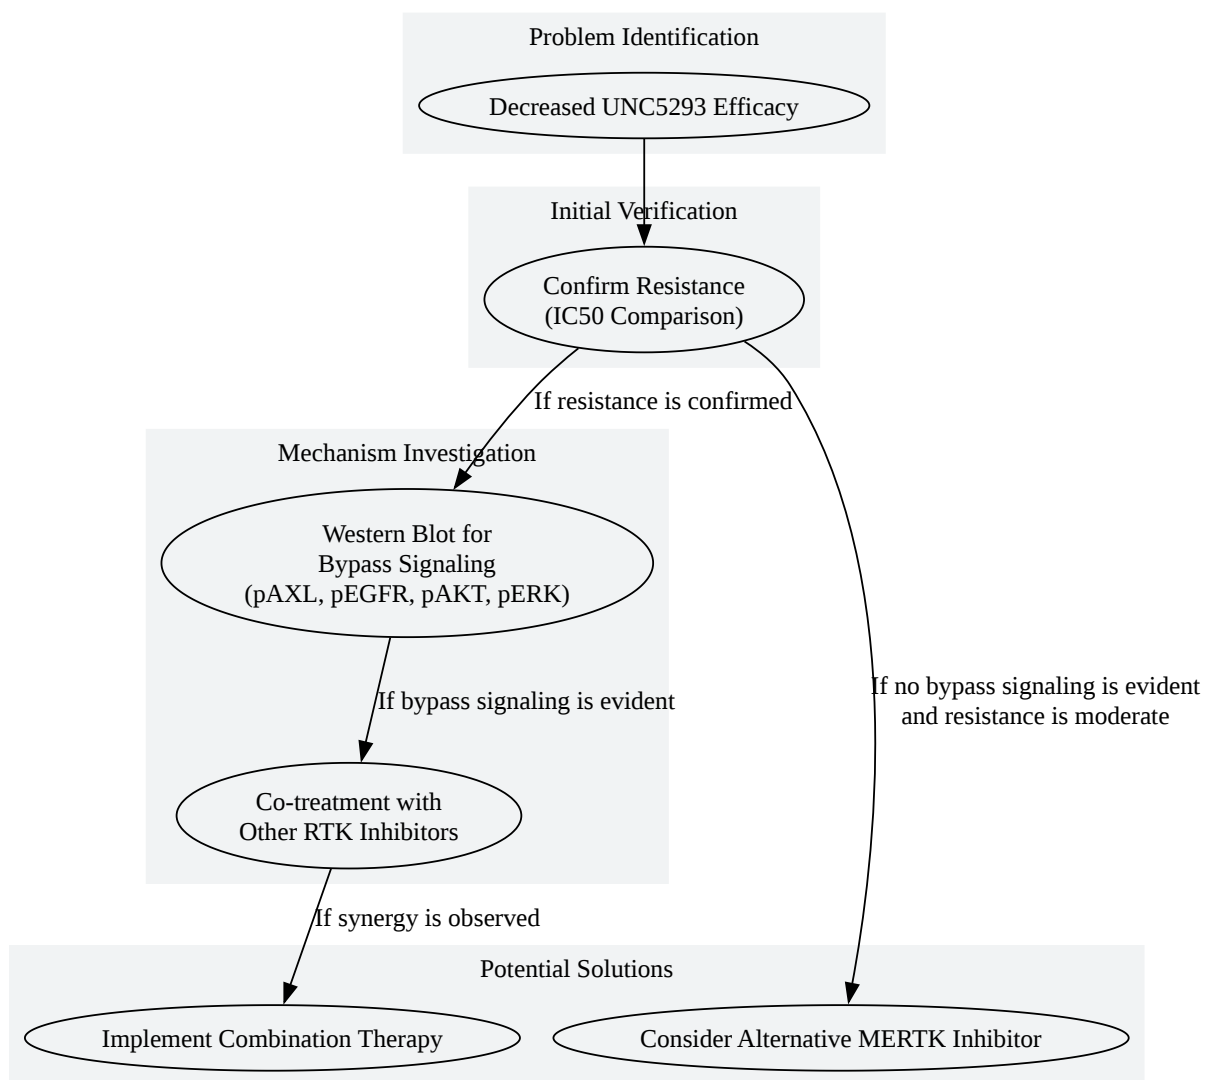 Problem Identification
Decreased UNC5293 Efficacy
Initial Verification
Confirm Resistance
(IC50 Comparison)
If resistance is confirmed
Mechanism Investigation
Western Blot for
Bypass Signaling
(pAXL, pEGFR, pAKT, pERK)
If bypass signaling is evident
If no bypass signaling is evident
and resistance is moderate
Co-treatment with
Other RTK Inhibitors
If synergy is observed
Potential Solutions
Implement Combination Therapy
Consider Alternative MERTK Inhibitor